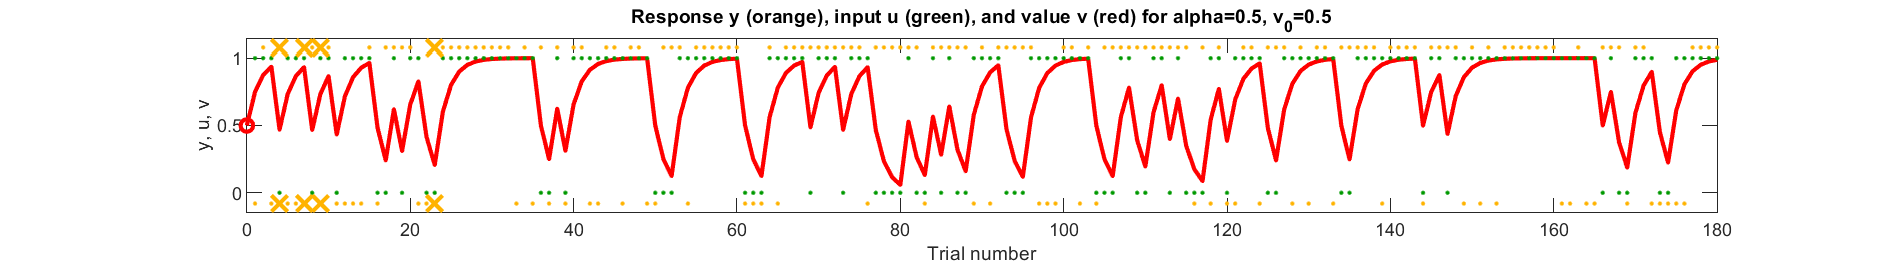 Response y (orange), input u (green), and value v (red) for alpha=0.5, v0=0.5
1
0.5
0
y, u, v
0 20 40 60 80 100 120 140 160 180
Trial number